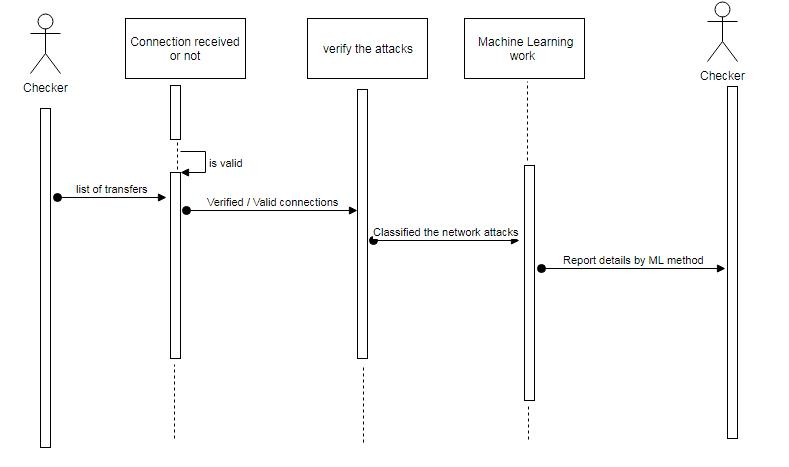 Connection received
or not
verify the attacks
Machine Learning
work
Checker
Checker
is valid
list of transfers
Verified / Valid connections
Classified the network attacks
Report details by ML method